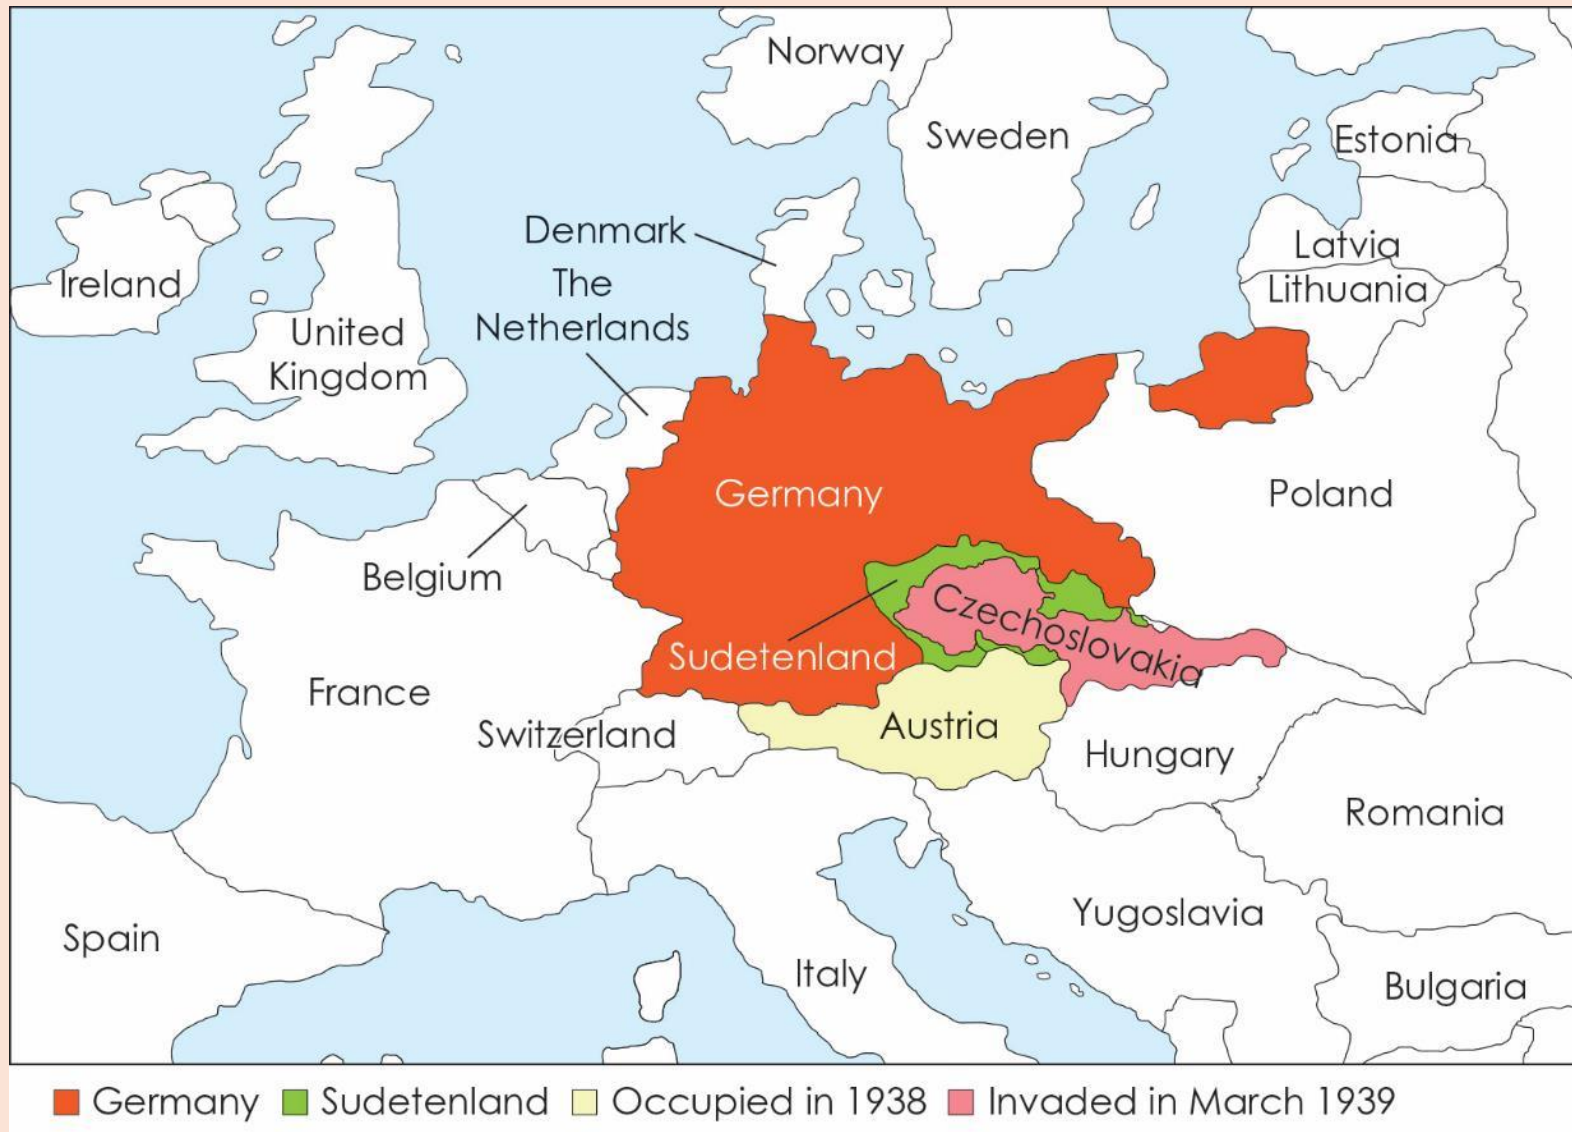 Norway
Sweden
Estonia
Denmark
Latvia
The
Netherlands
Ireland
Lithuania
United
Kingdom
Germany
Poland
Belgium
Czechoslovakia
Sudetenland
France
Switzerland
Austria
Hungary
Romania
Yugoslavia
Spain
Italy
Bulgaria
Germany Sudetenland Occupied in 1938 Invaded in March 1939